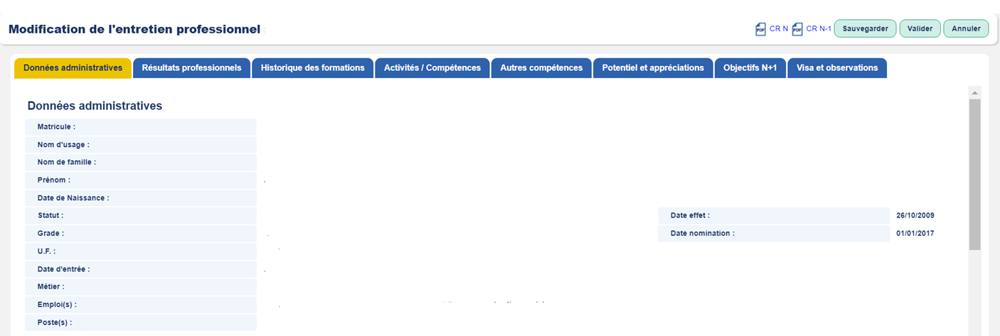 Modification de l'entretien professionnel
PDF CR N PDF CR N-1 Sauvegarder Valider Annuler
Données administratives Résultats professionnels Historique des formations Activités / Compétences Autres compétences Potentiel et appréciations Objectifs N+1 Visa et observations
Données administratives
Matricule :
Nom d'usage :
Nom de famille :
Prénom :
Date de Naissance :
Statut : Date effet : 26/10/2009
Grade : Date nomination : 01/01/2017
U.F. :
Date d'entrée :
Métier :
Emploi(s) :
Poste(s) :